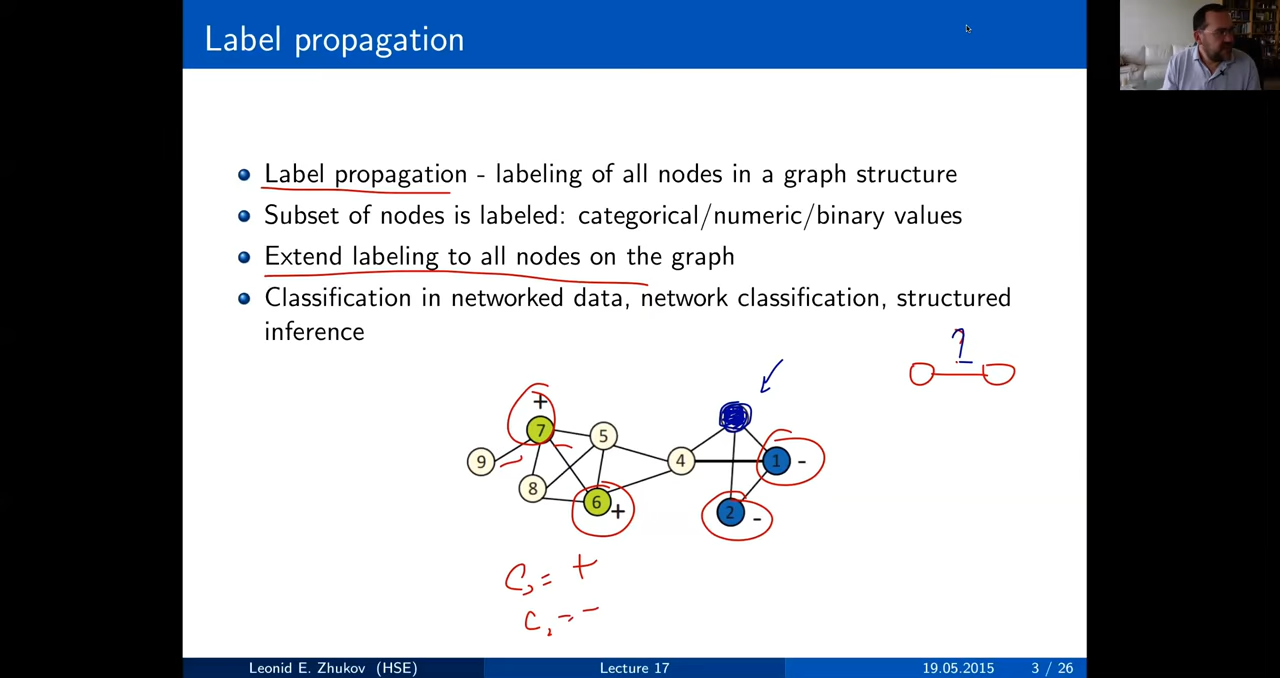 Label propagation
Label propagation - labeling of all nodes in a graph structure
Subset of nodes is labeled: categorical/numeric/binary values
Extend labeling to all nodes on the graph
Classification in networked data, network classification, structured
inference
?
+
7
5
9
4
1 -
8
6 +
2 -
= +
= -
Leonid E. Zhukov (HSE)
Lecture 17
19.05.2015
3 / 26